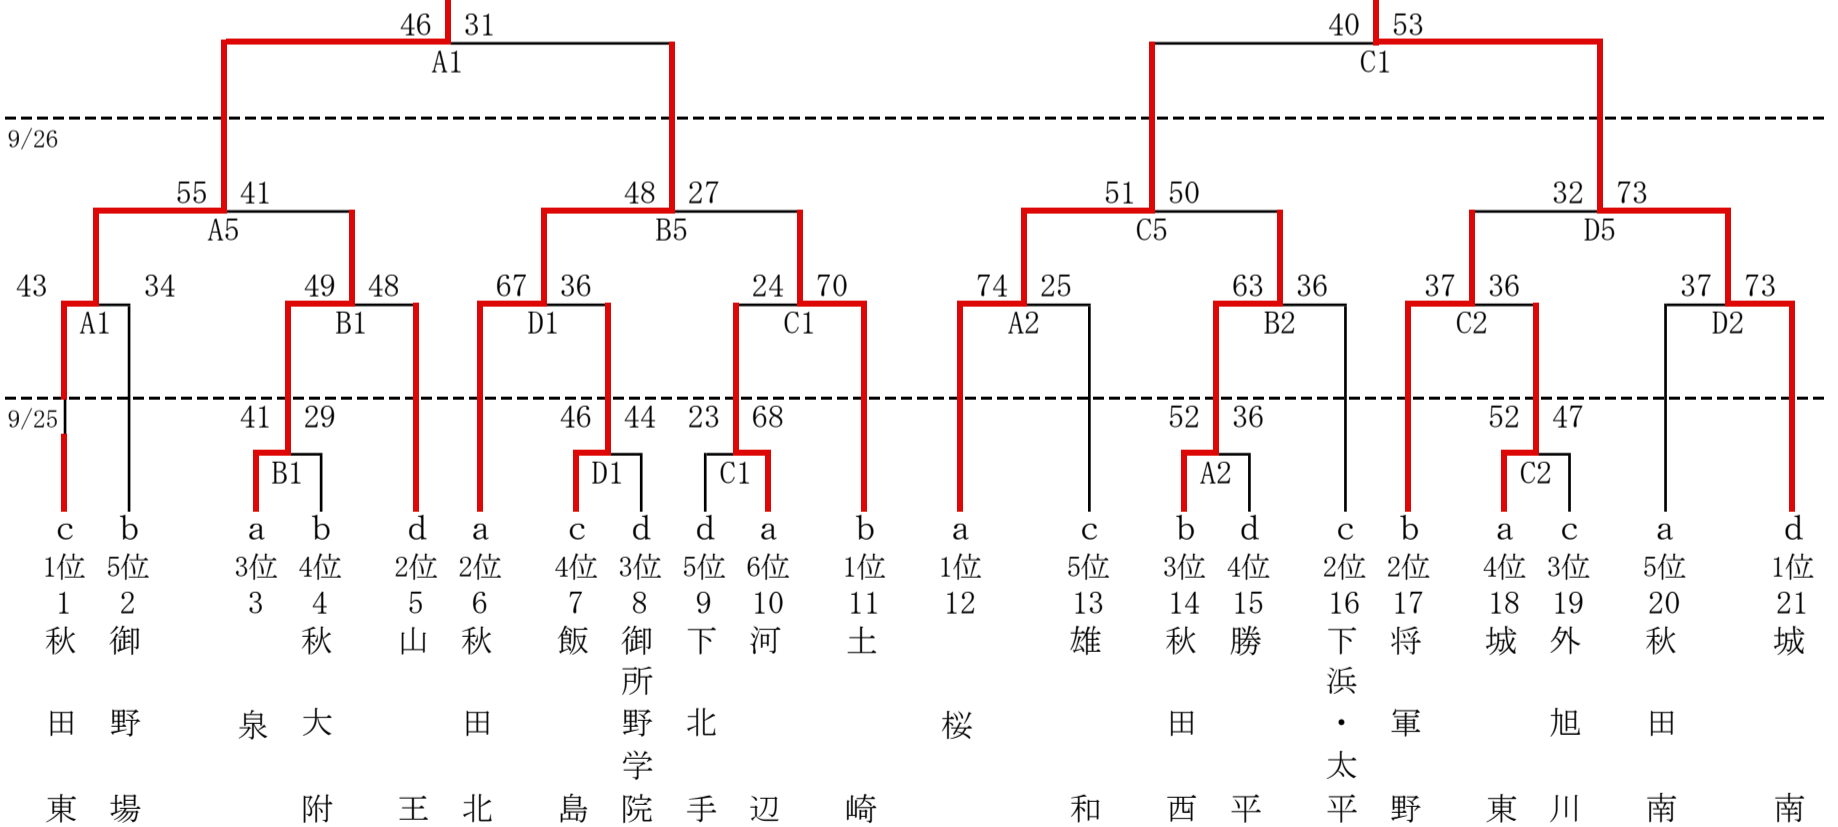 46 31 40 53
A1 C1
9/26
55 41 48 27 51 50 32 73
A5 B5 C5 D5
43 34 49 48 67 36 24 70 74 25 63 36 37 36 37 73
A1 B1 D1 C1 A2 B2 C2 D2
9/25 41 29 46 44 23 68 52 36 52 47
B1 D1 C1 A2 C2
c b a b d a c d d a b a c b d c b a c a d
1位 5位 3位 4位 2位 2位 4位 3位 5位 6位 1位 1位 5位 3位 4位 2位 2位 4位 3位 5位 1位
1 2 3 4 5 6 7 8 9 10 11 12 13 14 15 16 17 18 19 20 21
秋田東
御野場
泉
秋大附
山王
秋田北
飯島
御所野学院
下北手
河辺
土崎
桜
雄和
秋田西
勝平
下浜・太平
将軍野
城東
外旭川
秋田南
城南